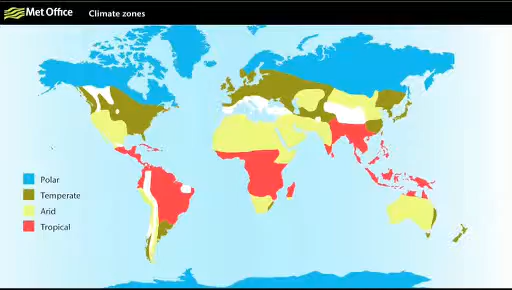 Met Office
Climate zones
Polar
Temperate
Arid
Tropical